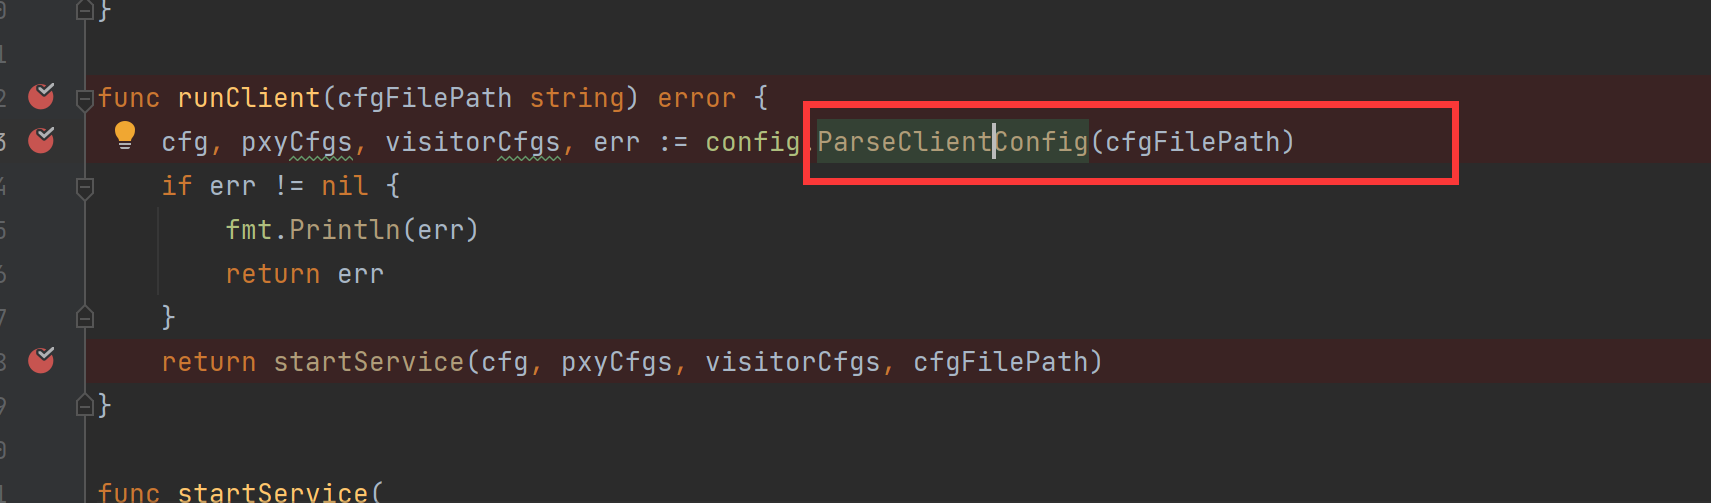 }
func runClient(cfgFilePath string) error {
cfg, pxyCfgs, visitorCfgs, err := config.ParseClientConfig(cfgFilePath)
if err != nil {
fmt.Println(err)
return err
}
return startService(cfg, pxyCfgs, visitorCfgs, cfgFilePath)
}
func startService(